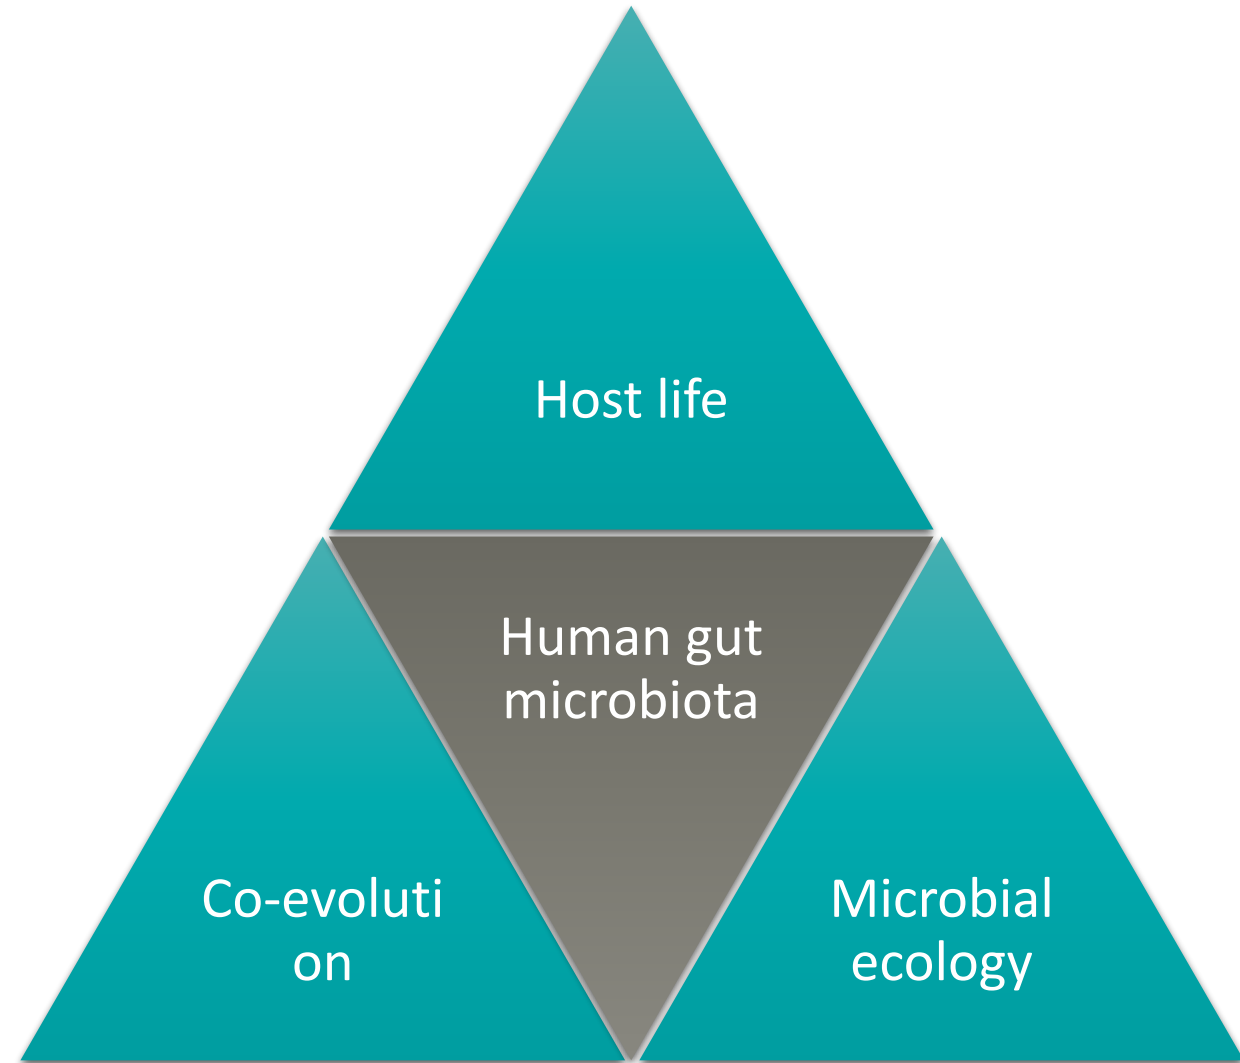 Host life
Human gut
microbiota
Co-evoluti
on
Microbial
ecology